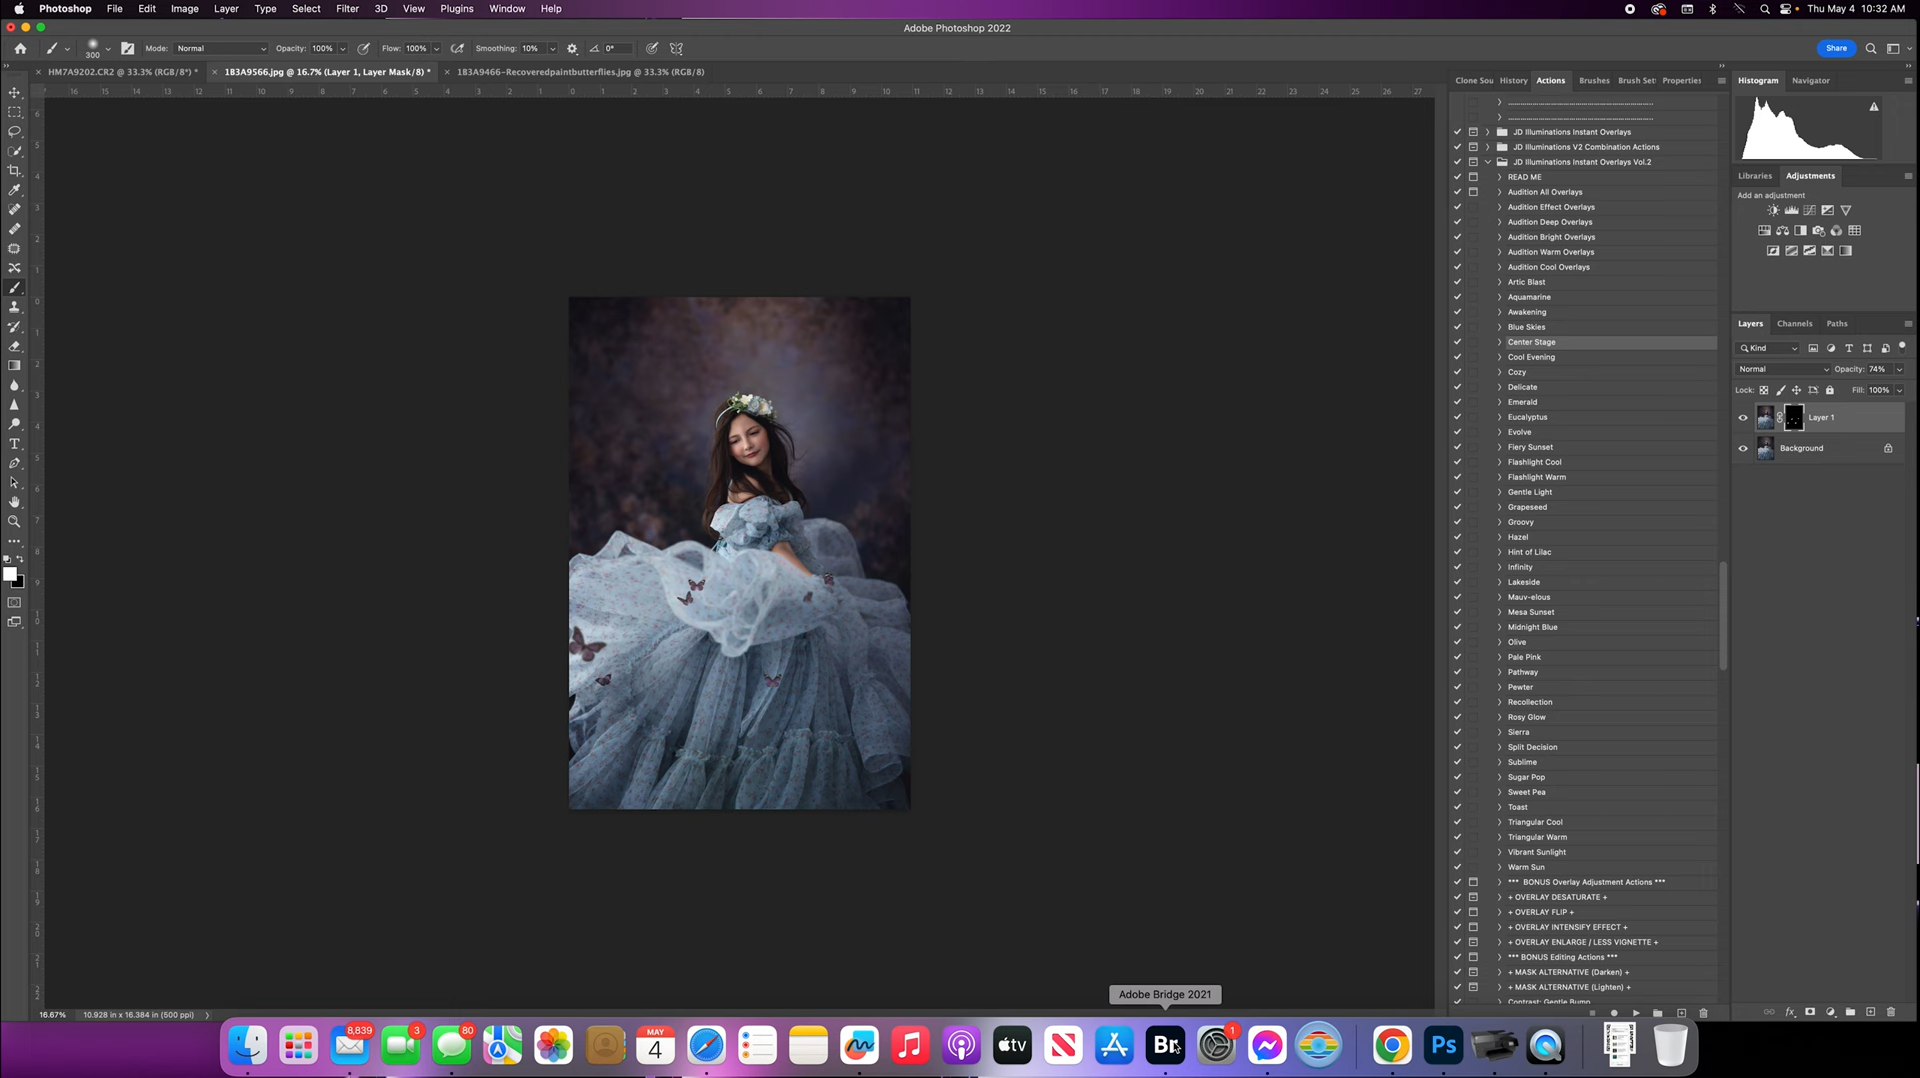 Photoshop File Edit Image Layer Type Select Filter 3D View Plugins Window Help Thu May 4 10:32 AM
Adobe Photoshop 2022
300 Mode: Normal Opacity: 100% Flow: 100% Smoothing: 10% 0° Share
HM7A9202.CR2 @ 33.3% (RGB/8*) * 1B3A9566.jpg @ 16.7% (Layer 1, Layer Mask/8) * 1B3A9466-Recoveredpaintbutterflies.jpg @ 33.3% (RGB/8)
Clone Sou History Actions Brushes Brush Set Properties
JD Illuminations Instant Overlays
JD Illuminations V2 Combination Actions
JD Illuminations Instant Overlays Vol.2
READ ME
Audition All Overlays
Audition Effect Overlays
Audition Deep Overlays
Audition Bright Overlays
Audition Warm Overlays
Audition Cool Overlays
Artic Blast
Aquamarine
Awakening
Blue Skies
Center Stage
Cool Evening
Cozy
Delicate
Emerald
Eucalyptus
Evolve
Fiery Sunset
Flashlight Cool
Flashlight Warm
Gentle Light
Grapeseed
Groovy
Hazel
Hint of Lilac
Infinity
Lakeside
Mauv-elous
Mesa Sunset
Midnight Blue
Olive
Pale Pink
Pathway
Pewter
Recollection
Rosy Glow
Sierra
Split Decision
Sublime
Sugar Pop
Sweet Pea
Toast
Triangular Cool
Triangular Warm
Vibrant Sunlight
Warm Sun
*** BONUS Overlay Adjustment Actions ***
+ OVERLAY DESATURATE +
+ OVERLAY FLIP +
+ OVERLAY INTENSIFY EFFECT +
+ OVERLAY ENLARGE / LESS VIGNETTE +
*** BONUS Editing Actions ***
+ MASK ALTERNATIVE (Darken) +
+ MASK ALTERNATIVE (Lighten) +
Contrast: Gentle Bump
Histogram Navigator
Libraries Adjustments
Add an adjustment
Layers Channels Paths
Kind
Normal Opacity: 74%
Lock: Fill: 100%
Layer 1
Background
16.67% 10.928 in x 16.384 in (500 ppi)
Adobe Bridge 2021
8,839 3 80 MAY 4 tv Br 1 Ps